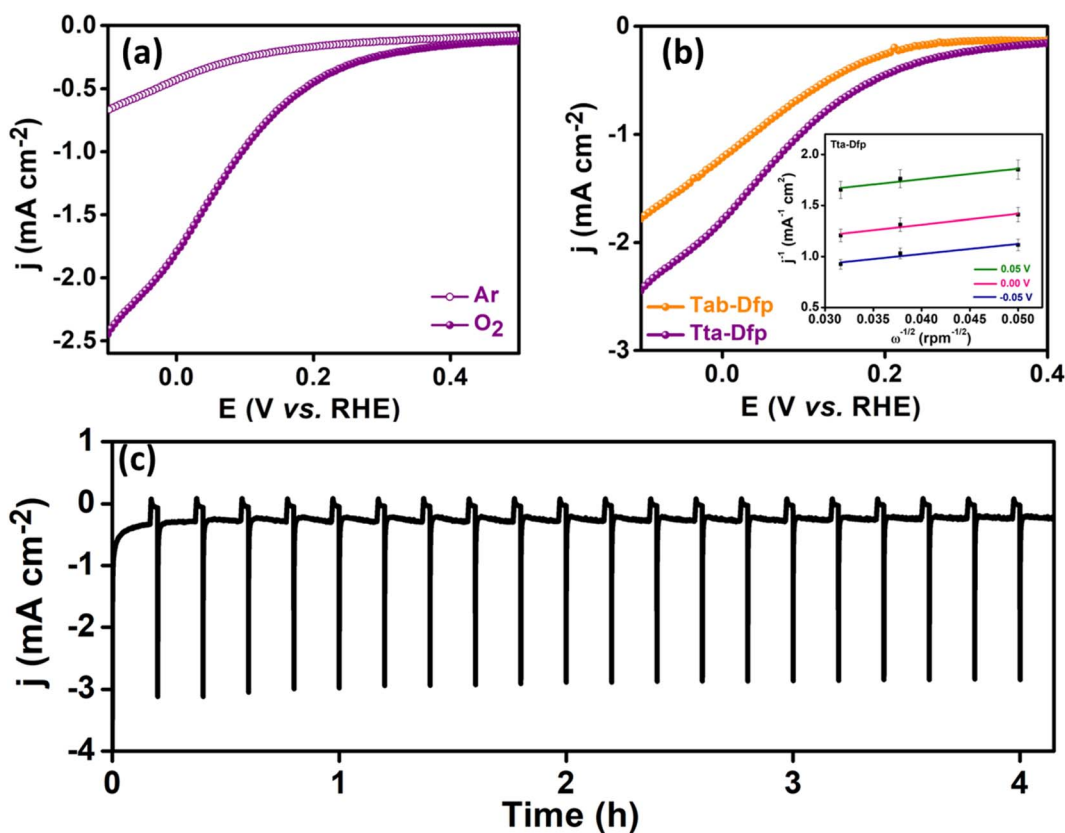 (a)
0.0
-0.5
-1.0
-1.5
-2.0
-2.5
j (mA cm⁻²)
0.0 0.2 0.4
E (V vs. RHE)
Ar
O₂
(b)
0
-1
-2
-3
j (mA cm⁻²)
0.0 0.2 0.4
E (V vs. RHE)
Tab-Dfp
Tta-Dfp
Tta-Dfp
2.0
1.5
1.0
0.5
j⁻¹ (mA⁻¹ cm²)
0.030 0.035 0.040 0.045 0.050
ω⁻¹/² (rpm⁻¹/²)
0.05 V
0.00 V
-0.05 V
(c)
1
0
-1
-2
-3
-4
j (mA cm⁻²)
0 1 2 3 4
Time (h)